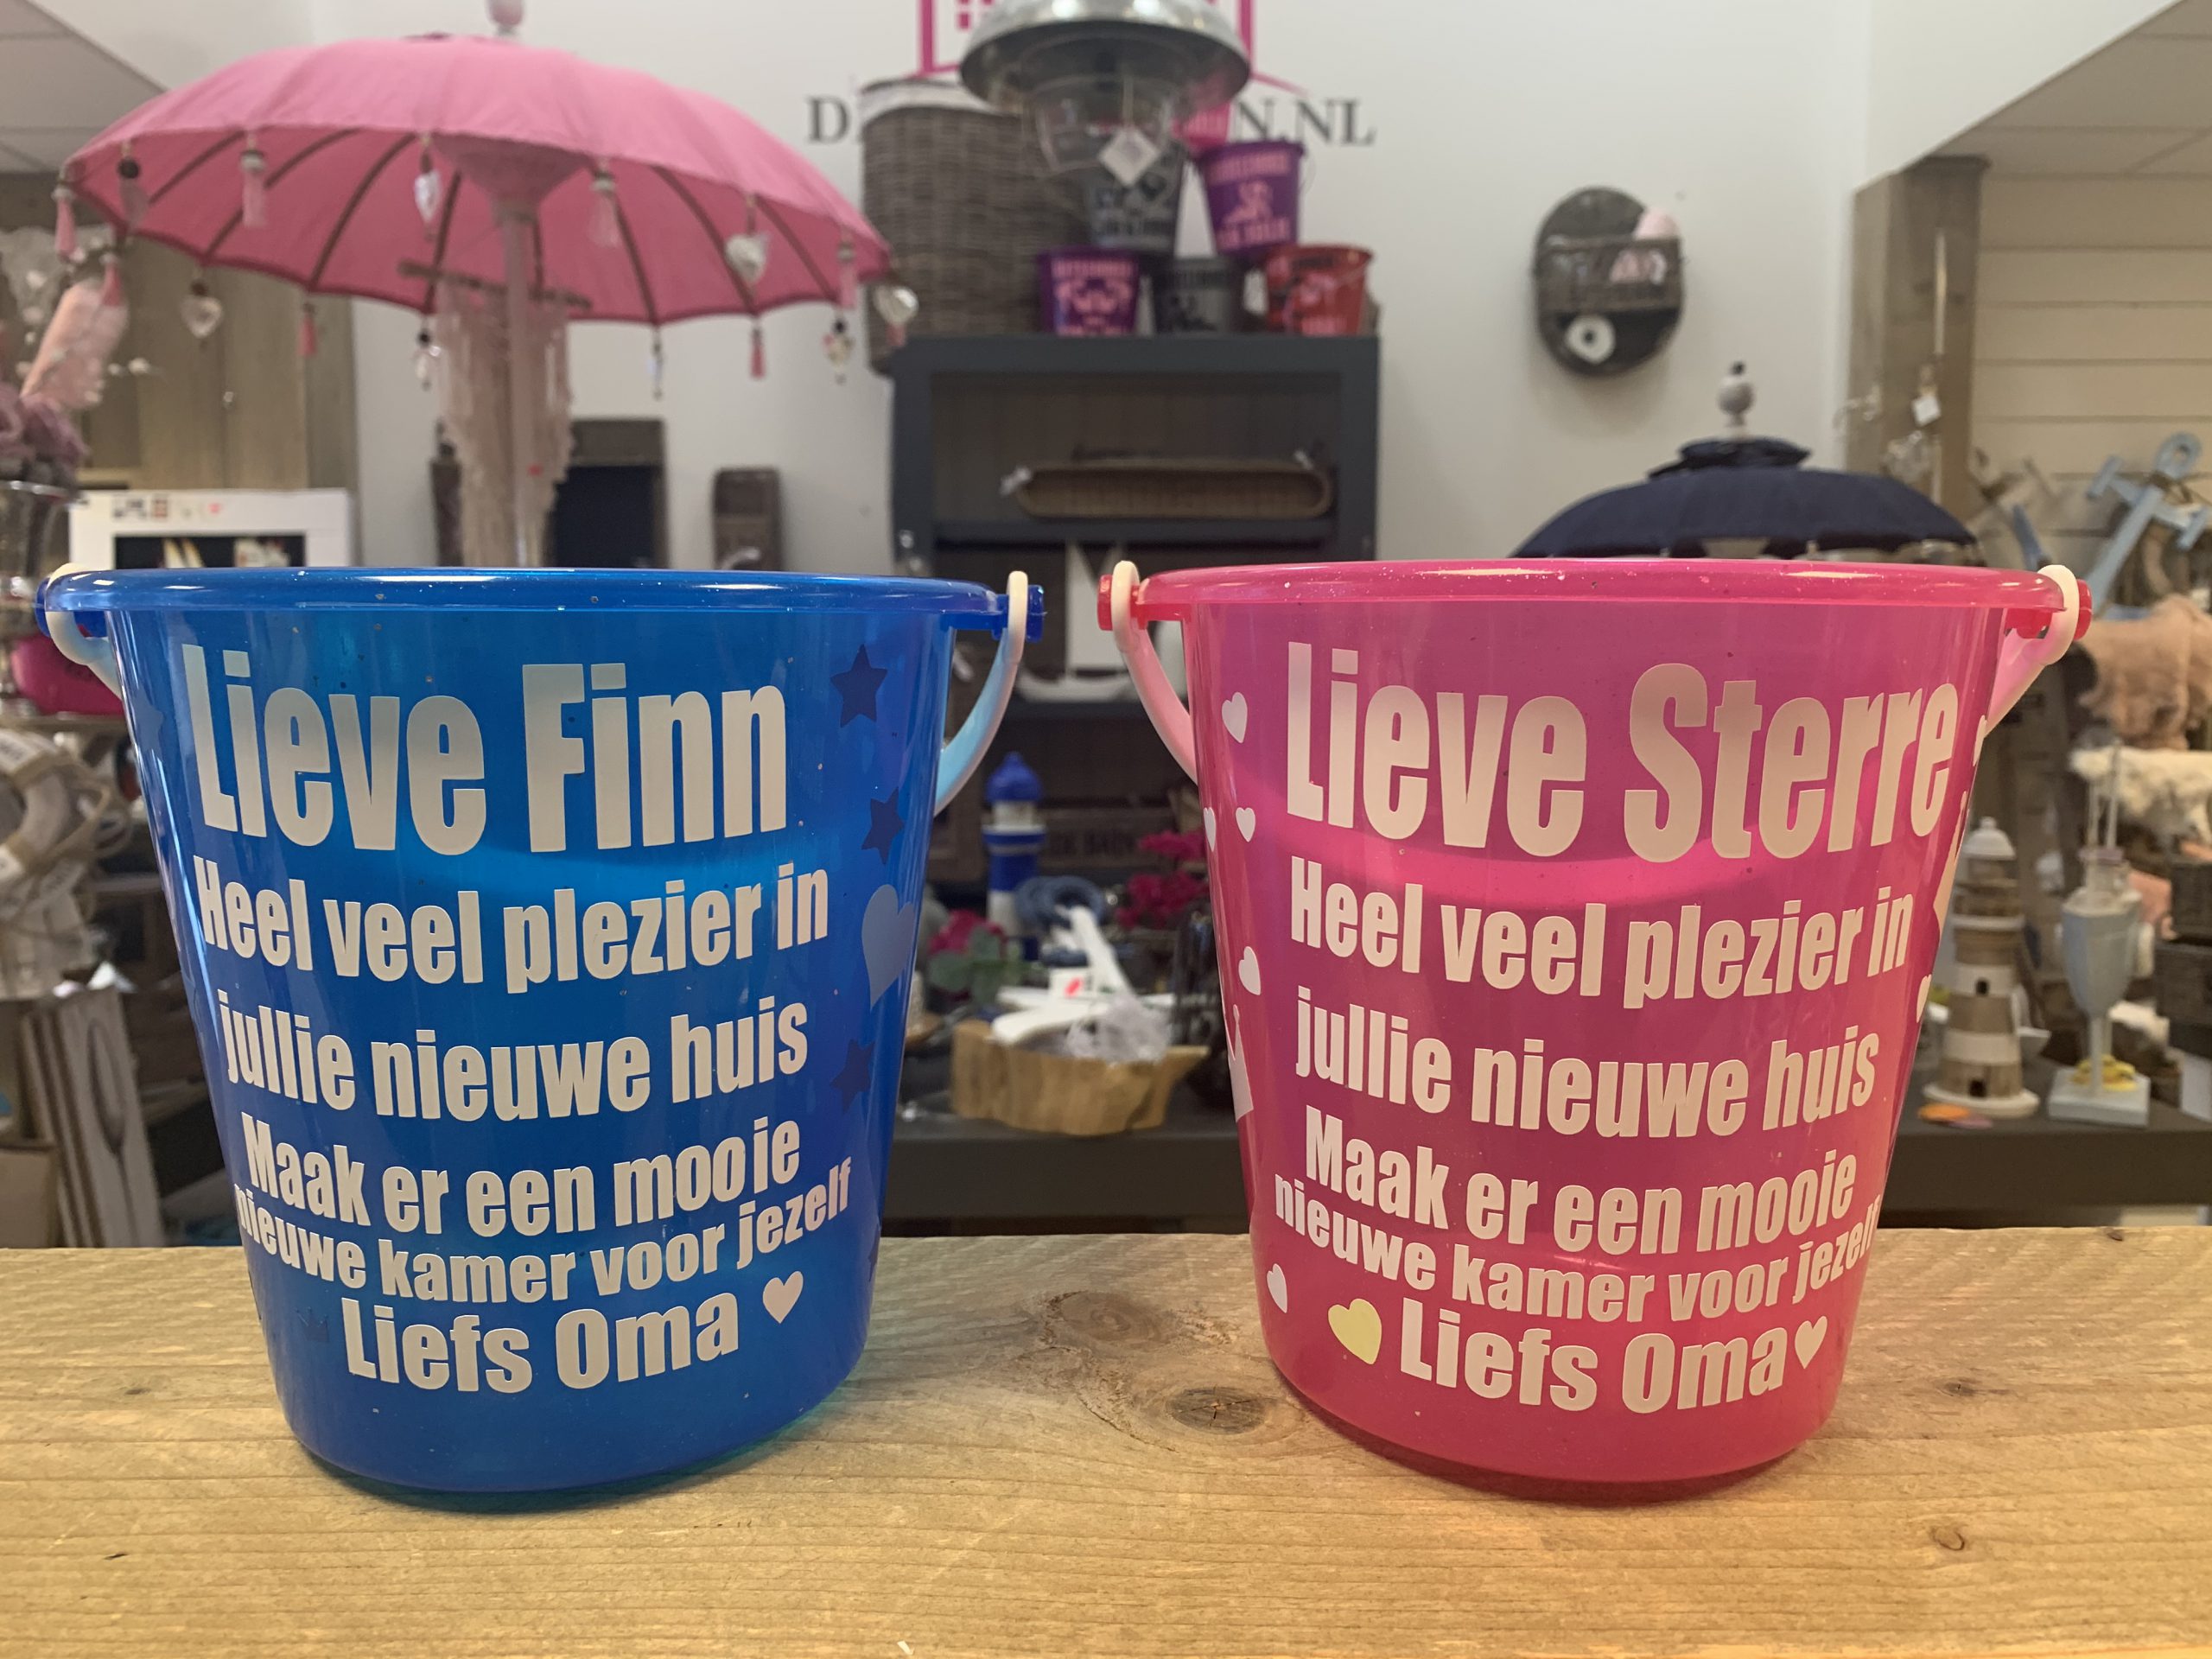 Lieve Finn
Heel veel plezier in
jullie nieuwe huis
Maak er een mooie
nieuwe kamer voor jezelf
Liefs Oma
Lieve Sterre
Heel veel plezier in
jullie nieuwe huis
Maak er een mooie
nieuwe kamer voor jezelf
Liefs Oma